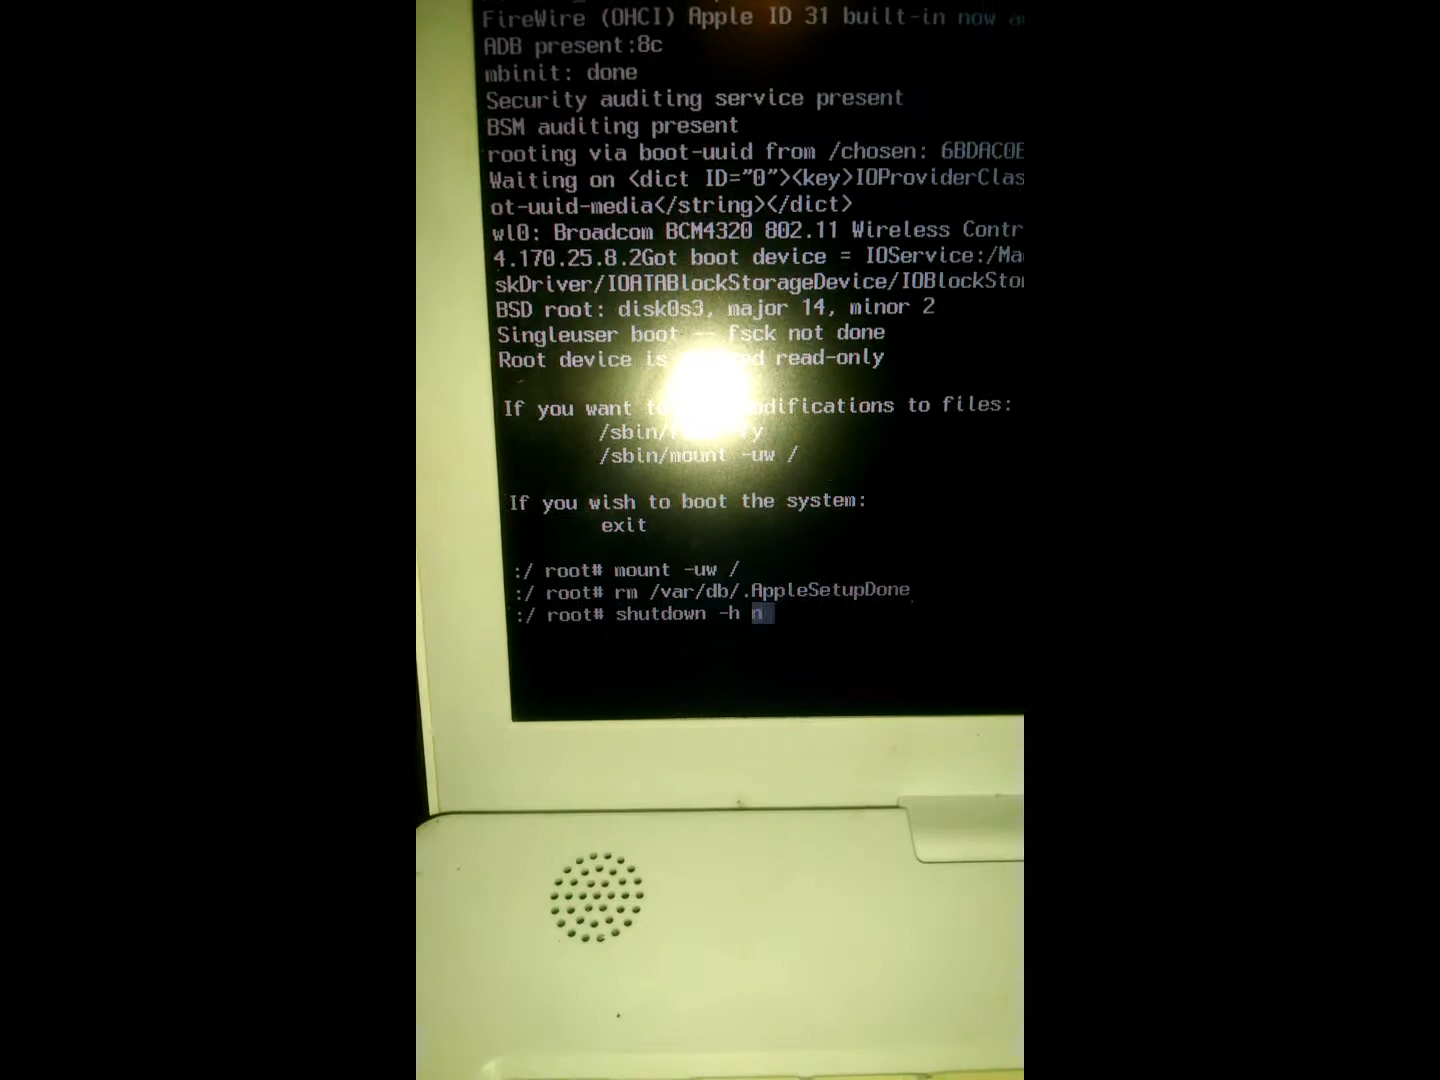 FireWire (OHCI) Apple ID 31 built-in now
ADB present:8c
mbinit: done
Security auditing service present
BSM auditing present
rooting via boot-uuid from /chosen: 6BDAC0E
Waiting on <dict ID="0"><key>IOProviderClas
ot-uuid-media</string></dict>
wl0: Broadcom BCM4320 802.11 Wireless Contr
4.170.25.8.2Got boot device = IOService:/Ma
skDriver/IOATABlockStorageDevice/IOBlockSto
BSD root: disk0s3, major 14, minor 2
Singleuser boot -- fsck not done
Root device is read-only
If you want modifications to files:
/sbin/
/sbin/mount -uw /
If you wish to boot the system:
exit
:/ root# mount -uw /
:/ root# rm /var/db/.AppleSetupDone
:/ root# shutdown -h n